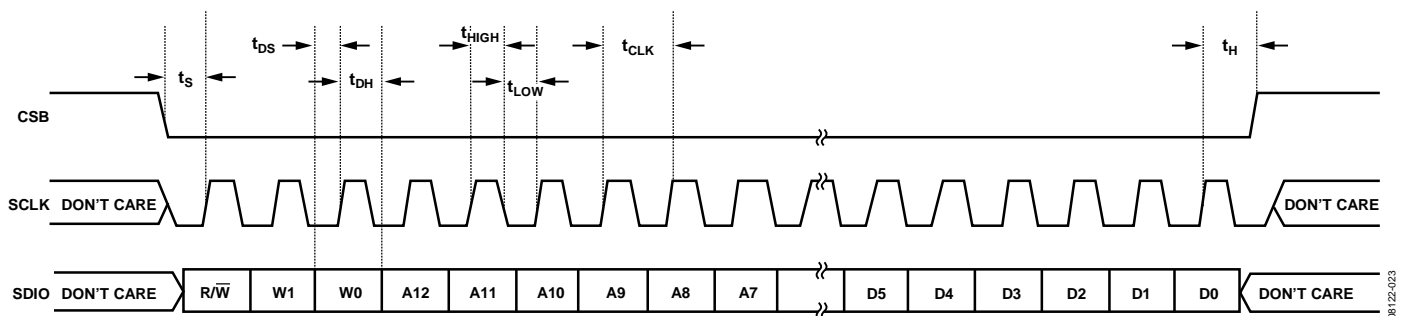 tDS
tHIGH
tCLK
tH
tS
tDH
tLOW
CSB
SCLK DON'T CARE
DON'T CARE
SDIO DON'T CARE R/W̅ W1 W0 A12 A11 A10 A9 A8 A7 D5 D4 D3 D2 D1 D0 DON'T CARE
08122-023